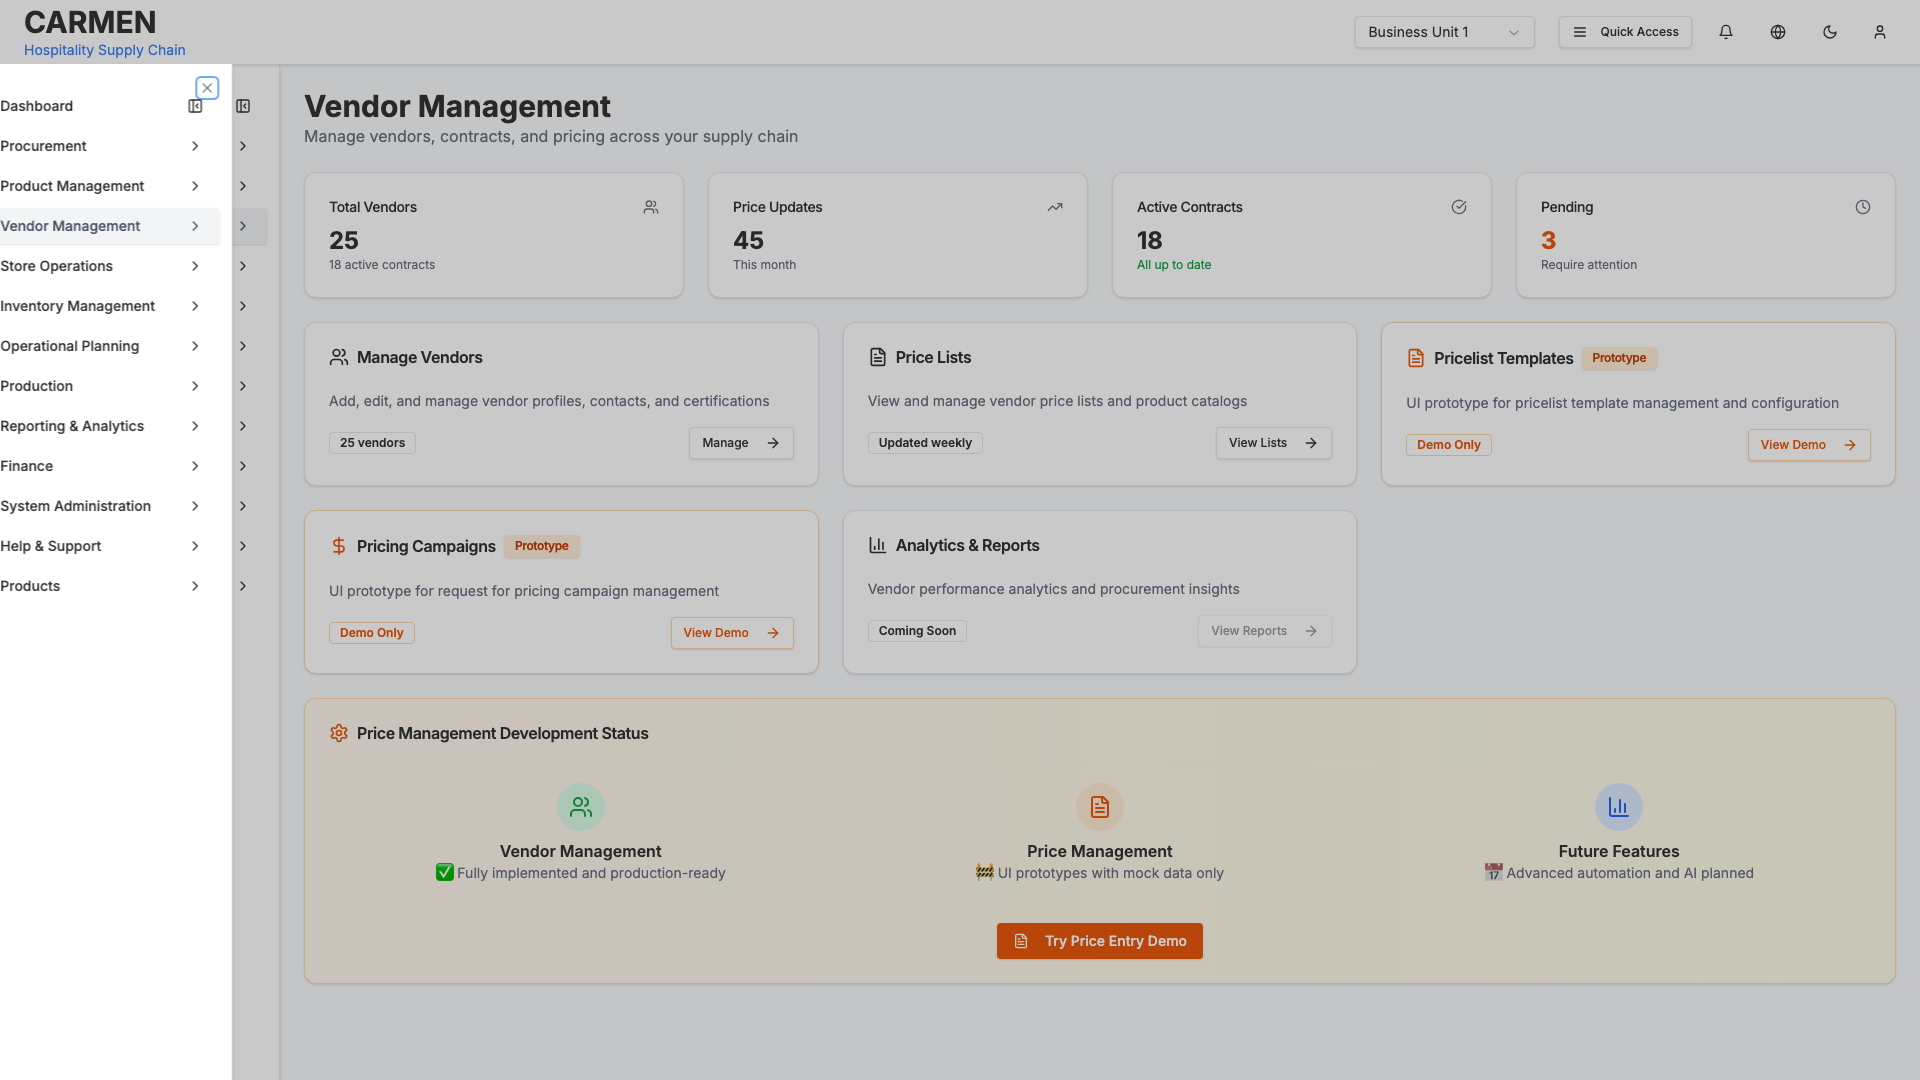 CARMEN
Hospitality Supply Chain
Business Unit 1
Quick Access
Dashboard
Procurement
Product Management
Vendor Management
Store Operations
Inventory Management
Operational Planning
Production
Reporting & Analytics
Finance
System Administration
Help & Support
Products
Vendor Management
Manage vendors, contracts, and pricing across your supply chain
Total Vendors
25
18 active contracts
Price Updates
45
This month
Active Contracts
18
All up to date
Pending
3
Require attention
Manage Vendors
Add, edit, and manage vendor profiles, contacts, and certifications
25 vendors
Manage
Price Lists
View and manage vendor price lists and product catalogs
Updated weekly
View Lists
Pricelist Templates
Prototype
UI prototype for pricelist template management and configuration
Demo Only
View Demo
Pricing Campaigns
Prototype
UI prototype for request for pricing campaign management
Demo Only
View Demo
Analytics & Reports
Vendor performance analytics and procurement insights
Coming Soon
View Reports
Price Management Development Status
Vendor Management
✅ Fully implemented and production-ready
Price Management
🚧 UI prototypes with mock data only
Future Features
📅 Advanced automation and AI planned
Try Price Entry Demo